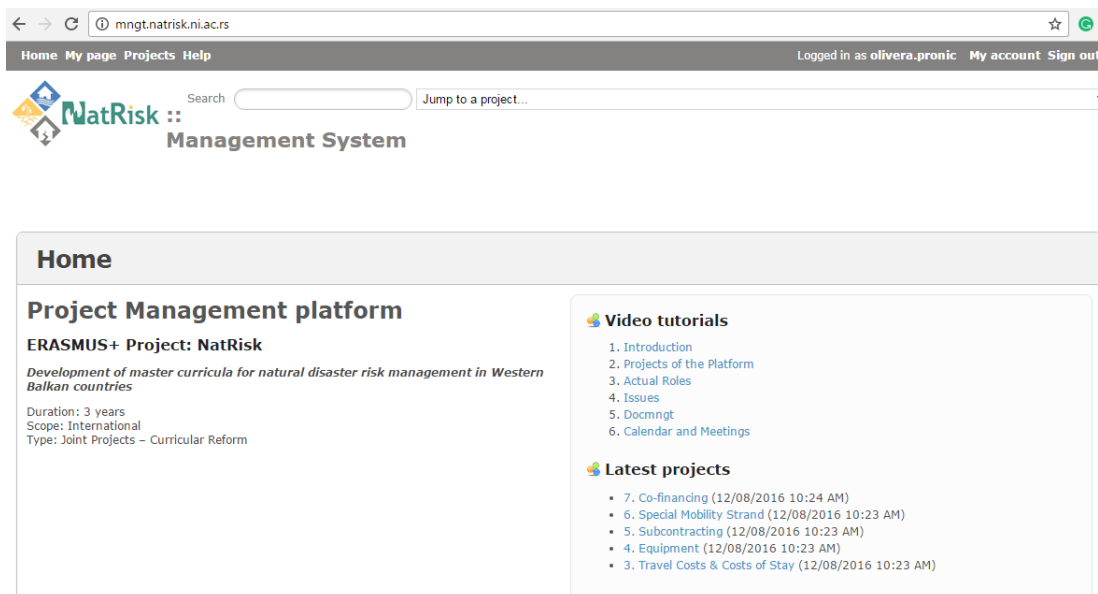 mngt.natrisk.ni.ac.rs
Home My page Projects Help
Logged in as olivera.pronic My account Sign out
Search
Jump to a project...
NatRisk ::
Management System
Home
Project Management platform
ERASMUS+ Project: NatRisk
Development of master curricula for natural disaster risk management in Western
Balkan countries
Duration: 3 years
Scope: International
Type: Joint Projects – Curricular Reform
Video tutorials
1. Introduction
2. Projects of the Platform
3. Actual Roles
4. Issues
5. Docmngt
6. Calendar and Meetings
Latest projects
• 7. Co-financing (12/08/2016 10:24 AM)
• 6. Special Mobility Strand (12/08/2016 10:23 AM)
• 5. Subcontracting (12/08/2016 10:23 AM)
• 4. Equipment (12/08/2016 10:23 AM)
• 3. Travel Costs & Costs of Stay (12/08/2016 10:23 AM)